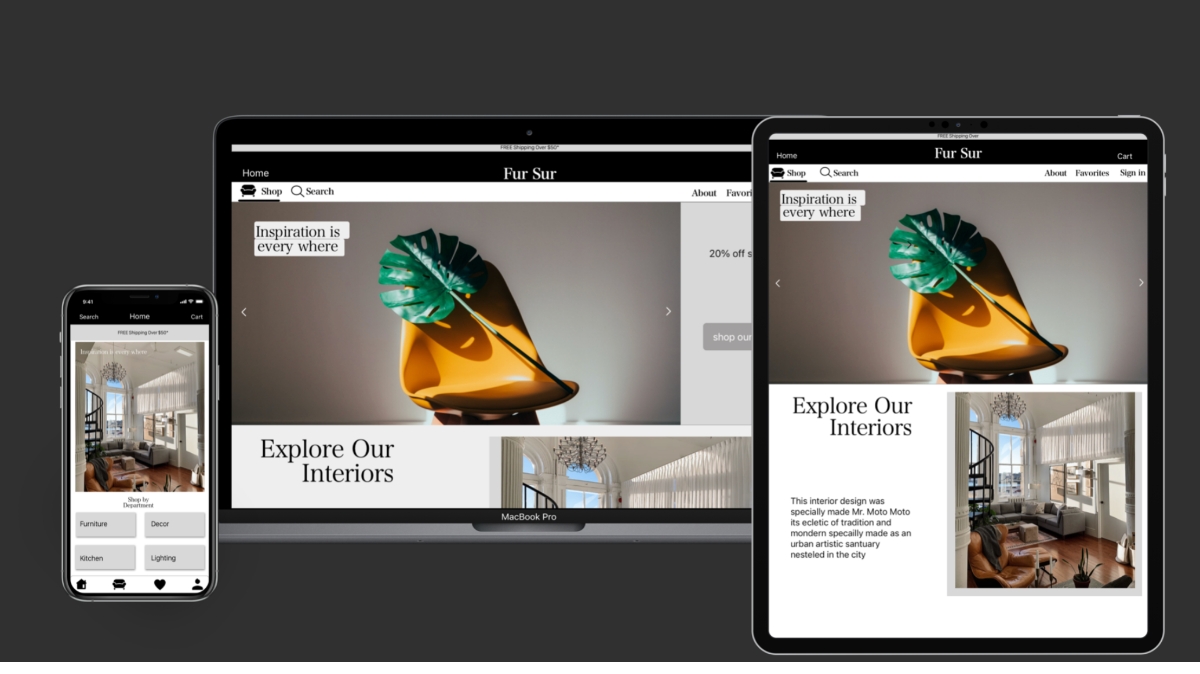 9:41
Search Home Cart
FREE Shipping Over $50*
Inspiration is every where
Shop by
Department
Furniture Decor
Kitchen Lighting
FREE Shipping Over $50*
Home Fur Sur
Shop Search About Favori
Inspiration is
every where
20% off s
shop our
Explore Our
Interiors
MacBook Pro
FREE Shipping Over
Home Fur Sur Cart
Shop Search About Favorites Sign in
Inspiration is
every where
Explore Our
Interiors
This interior design was
specially made Mr. Moto Moto
its ecletic of tradition and
mondern specailly made as an
urban artistic santuary
nesteled in the city